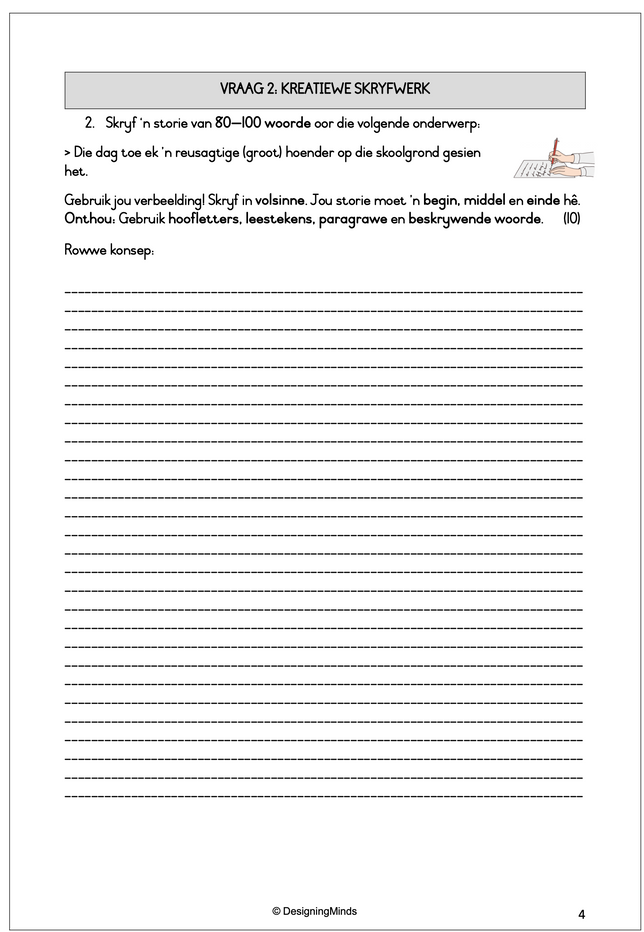 VRAAG 2: KREATIEWE SKRYFWERK
2. Skryf 'n storie van 80–100 woorde oor die volgende onderwerp:
> Die dag toe ek 'n reusagtige (groot) hoender op die skoolgrond gesien
het.
Gebruik jou verbeelding! Skryf in volsinne. Jou storie moet 'n begin, middel en einde hê.
Onthou: Gebruik hoofletters, leestekens, paragrawe en beskrywende woorde. (10)
Rowwe konsep:
© DesigningMinds
4